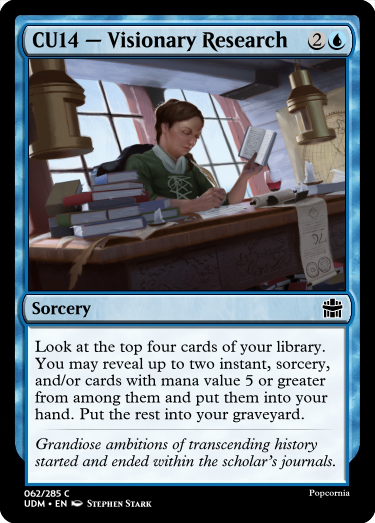 CU14 — Visionary Research 2
Sorcery
Look at the top four cards of your library.
You may reveal up to two instant, sorcery,
and/or cards with mana value 5 or greater
from among them and put them into your
hand. Put the rest into your graveyard.
Grandiose ambitions of transcending history
started and ended within the scholar's journals.
062/285 C
Popcornia
UDM • EN Stephen Stark